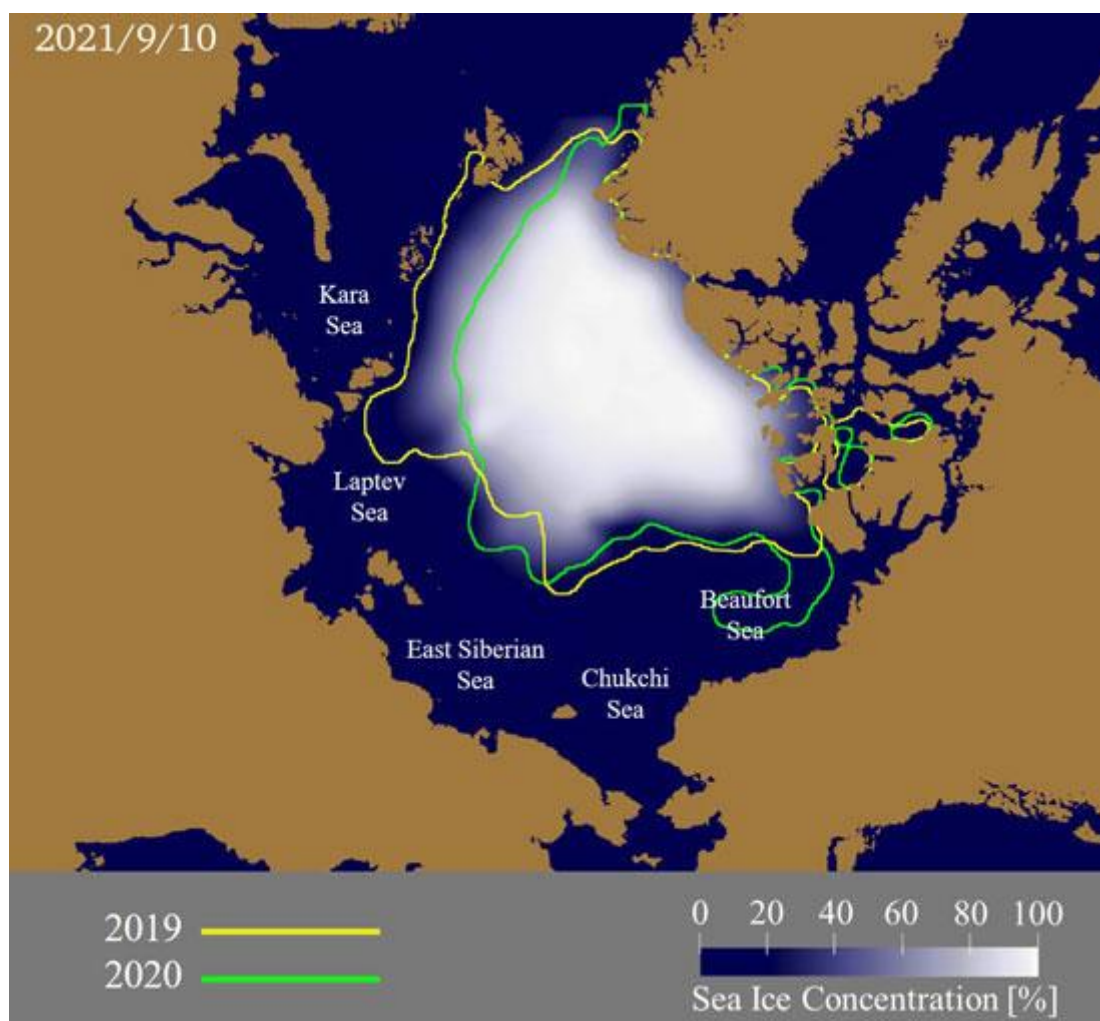 2021/9/10
Kara
Sea
Laptev
Sea
Beaufort
Sea
East Siberian
Sea
Chukchi
Sea
2019
2020
0 20 40 60 80 100
Sea Ice Concentration [%]